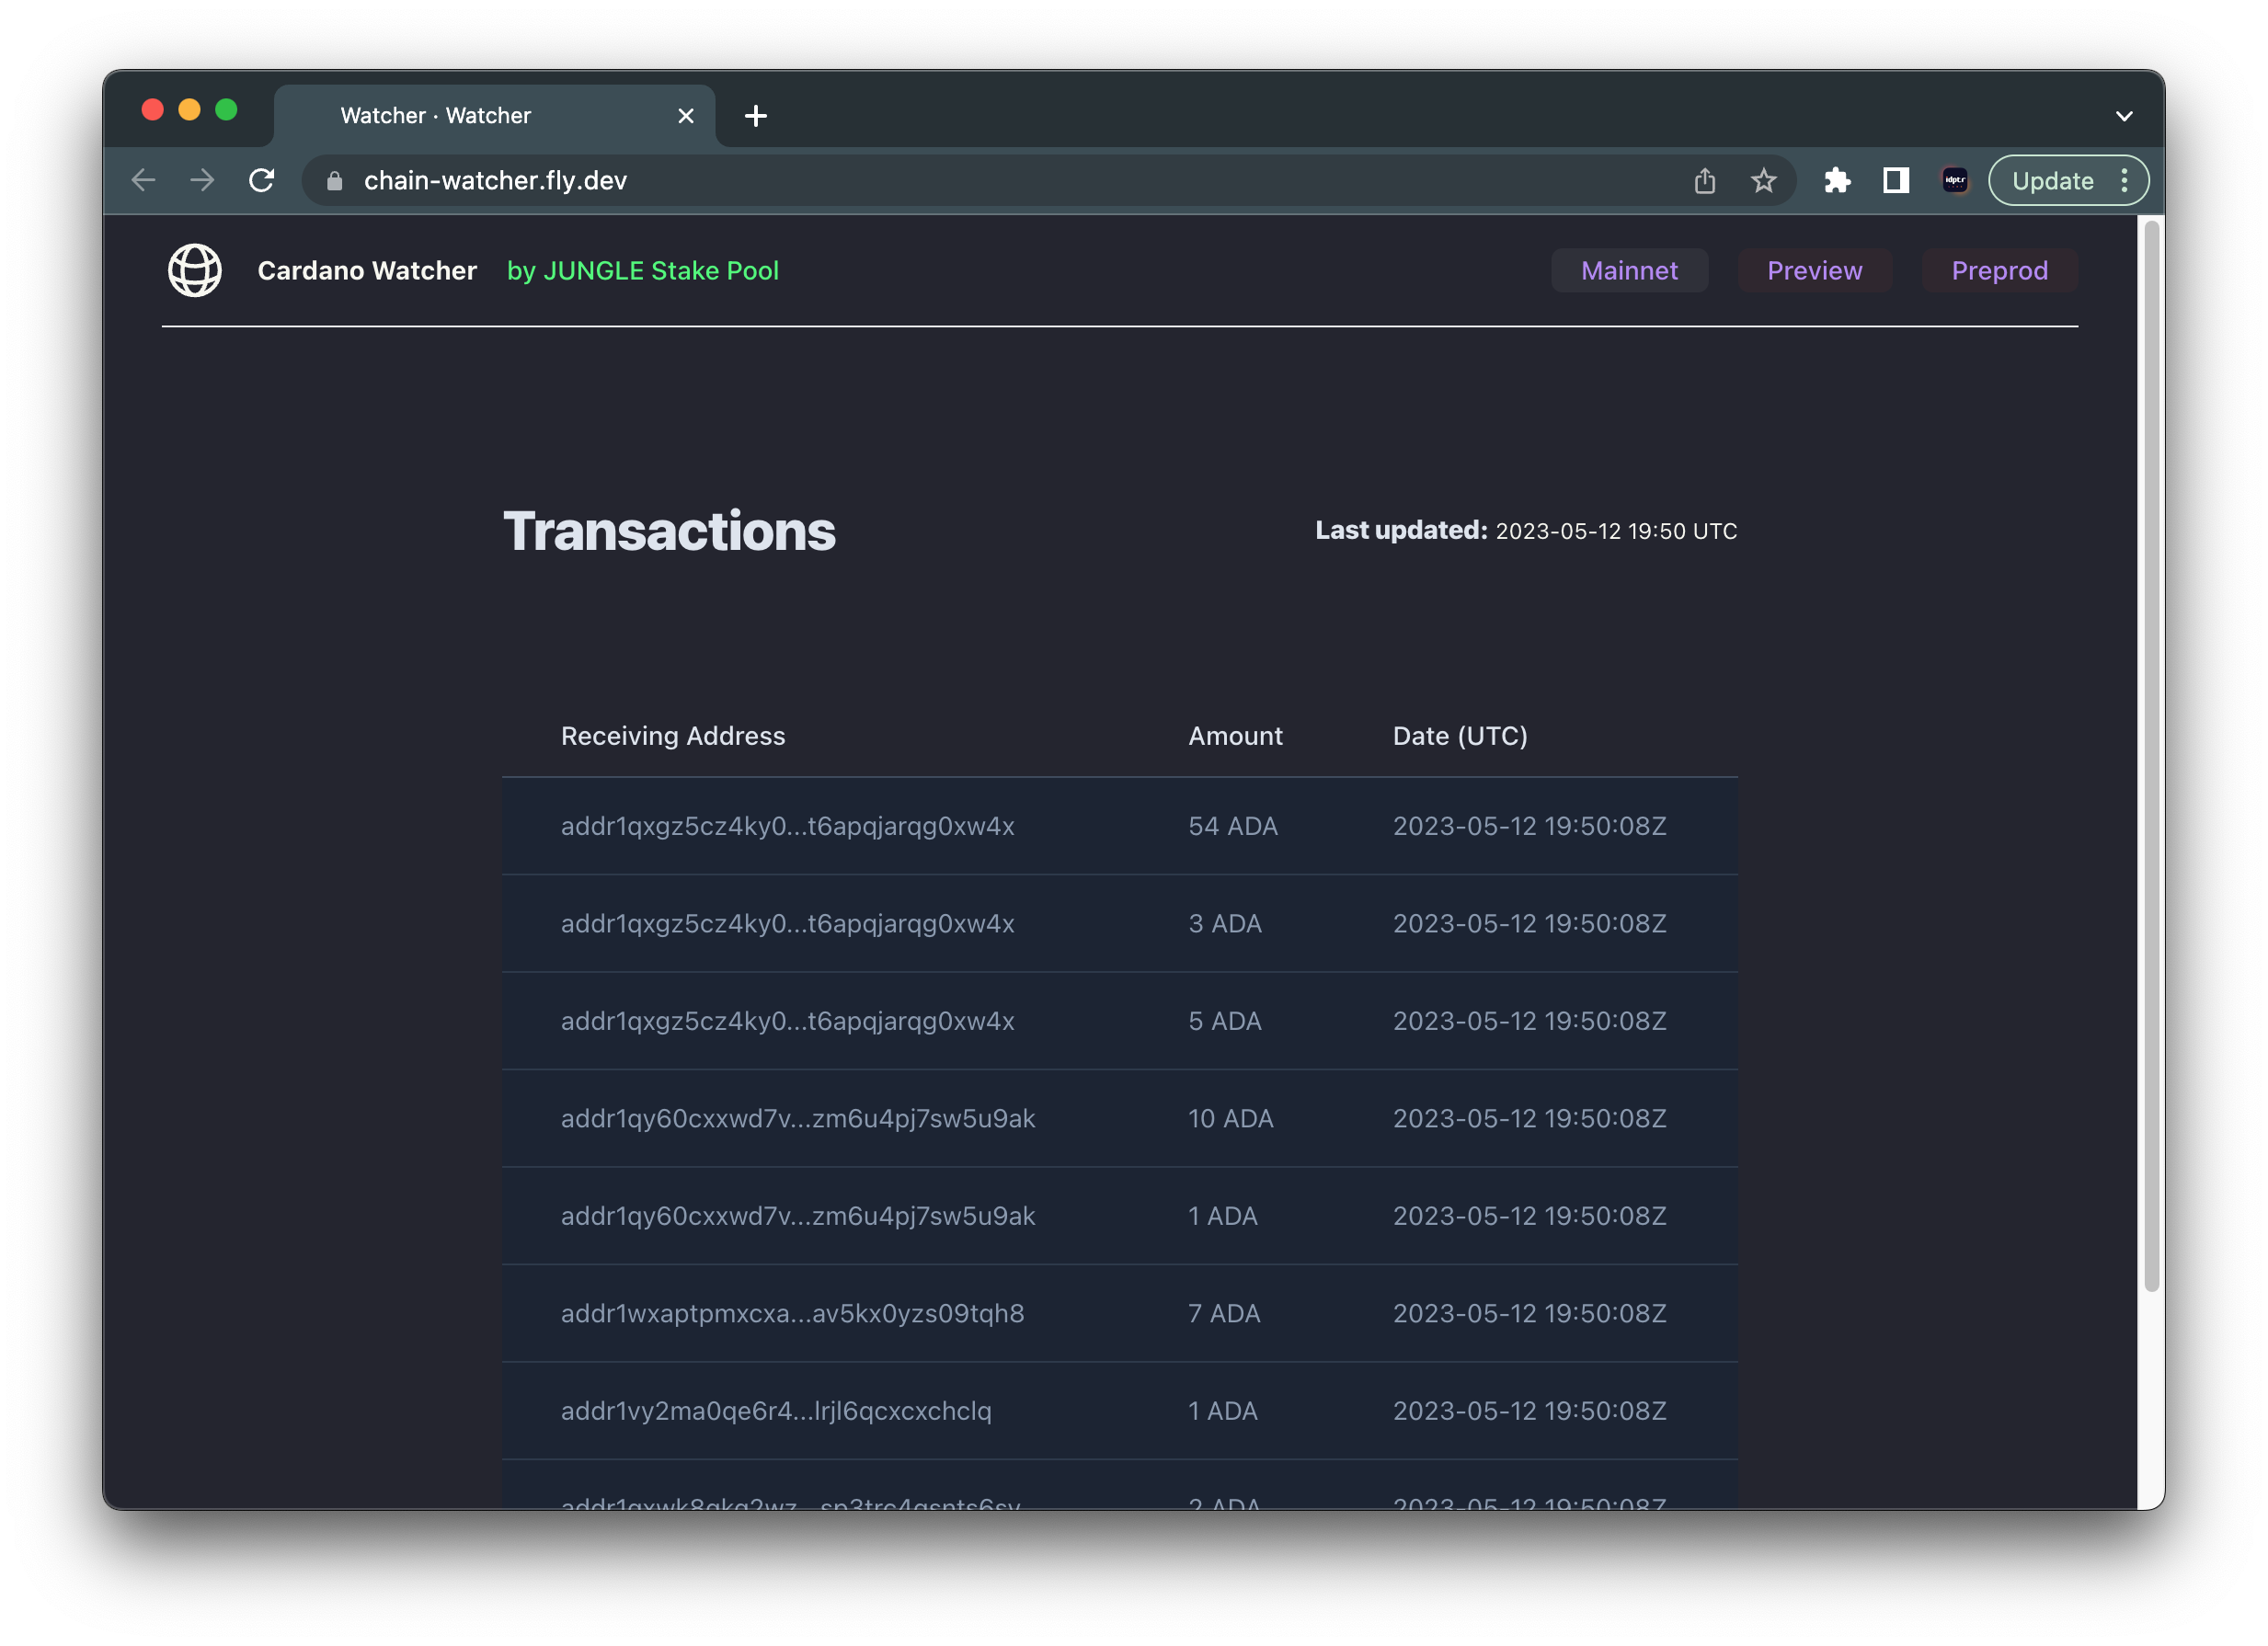 Watcher · Watcher
chain-watcher.fly.dev
idptr
Update
Cardano Watcher by JUNGLE Stake Pool Mainnet Preview Preprod
Transactions Last updated: 2023-05-12 19:50 UTC
Receiving Address Amount Date (UTC)
addr1qxgz5cz4ky0...t6apqjarqg0xw4x 54 ADA 2023-05-12 19:50:08Z
addr1qxgz5cz4ky0...t6apqjarqg0xw4x 3 ADA 2023-05-12 19:50:08Z
addr1qxgz5cz4ky0...t6apqjarqg0xw4x 5 ADA 2023-05-12 19:50:08Z
addr1qy60cxxwd7v...zm6u4pj7sw5u9ak 10 ADA 2023-05-12 19:50:08Z
addr1qy60cxxwd7v...zm6u4pj7sw5u9ak 1 ADA 2023-05-12 19:50:08Z
addr1wxaptpmxcxa...av5kx0yzs09tqh8 7 ADA 2023-05-12 19:50:08Z
addr1vy2ma0qe6r4...lrjl6qcxcxchclq 1 ADA 2023-05-12 19:50:08Z
2 ADA 2023-05-12 19:50:08Z